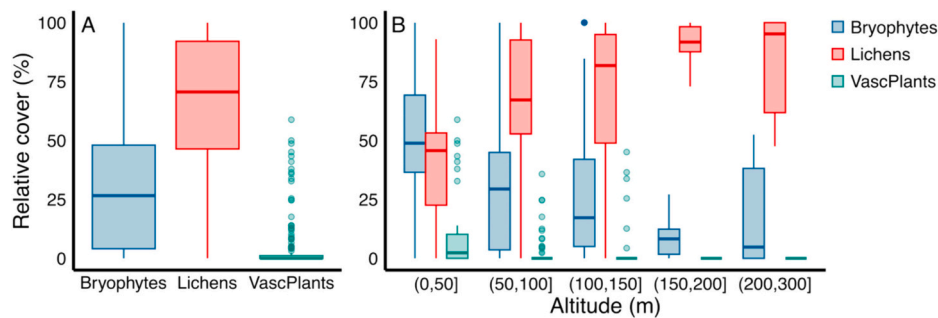 A
Relative cover (%)
100
75
50
25
0
Bryophytes Lichens VascPlants
B
100
75
50
25
0
(0,50] (50,100] (100,150] (150,200] (200,300]
Altitude (m)
Bryophytes
Lichens
VascPlants